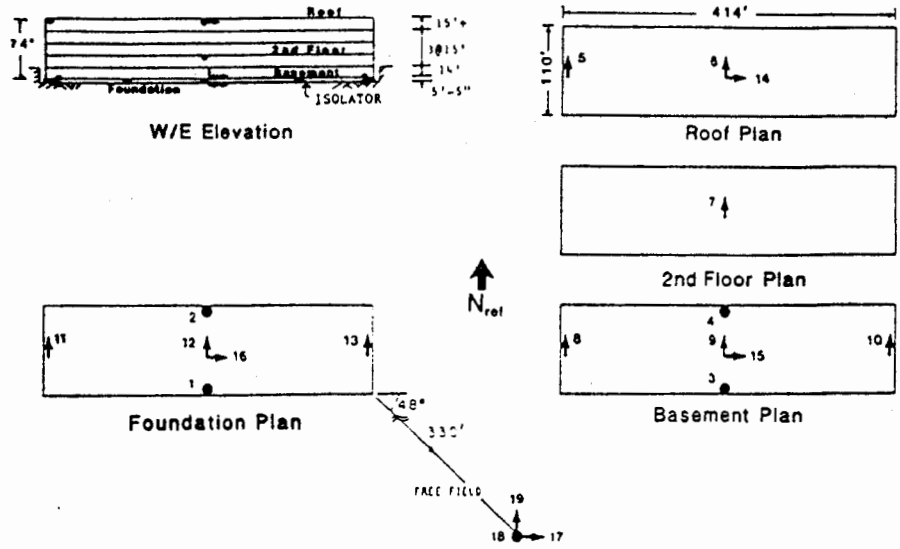 Roof
15'+
74'
2nd Floor
3@15'
Basement
14'
Foundation
5'-5"
ISOLATOR
W/E Elevation
414'
110'
5
6
14
Roof Plan
7
2nd Floor Plan
N ref
2
11
12
13
16
1
Foundation Plan
4
8
9
10
15
3
Basement Plan
48°
330'
FREE FIELD
19
18
17